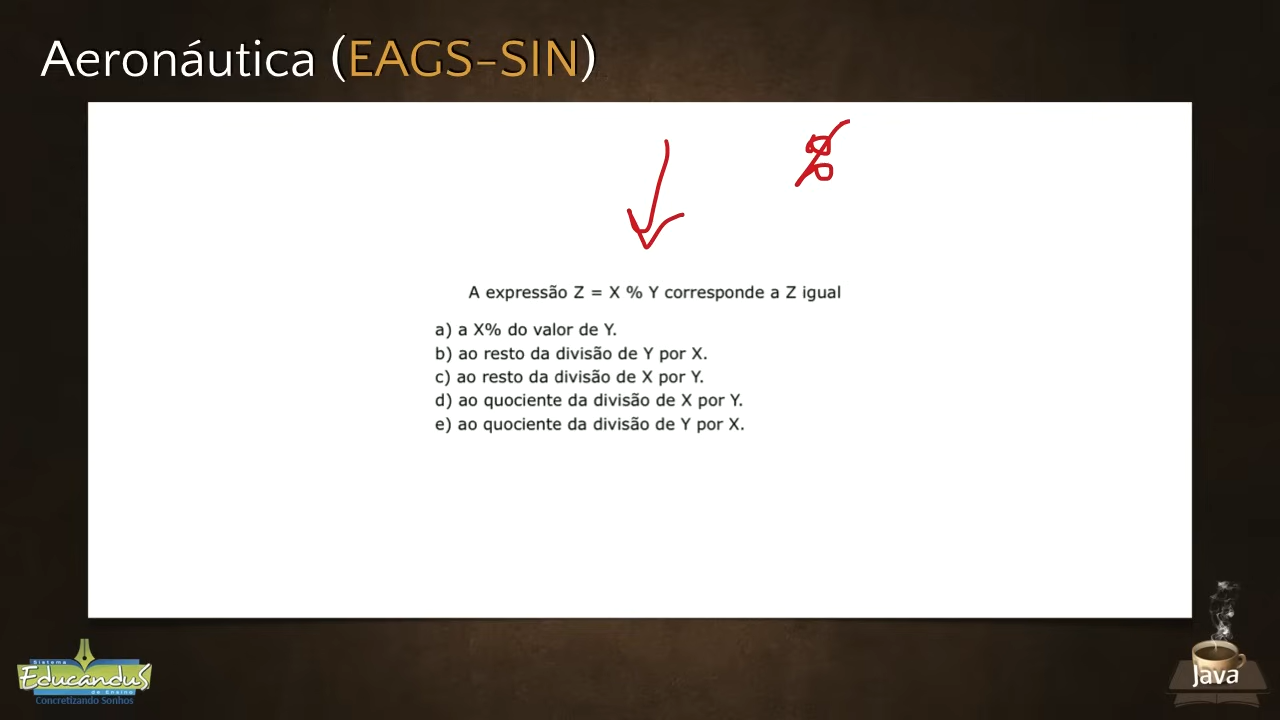 Aeronáutica (EAGS-SIN)
%
A expressão Z = X % Y corresponde a Z igual
a) a X% do valor de Y.
b) ao resto da divisão de Y por X.
c) ao resto da divisão de X por Y.
d) ao quociente da divisão de X por Y.
e) ao quociente da divisão de Y por X.
Sistema
Educandus
de Ensino
Concretizando Sonhos
Java